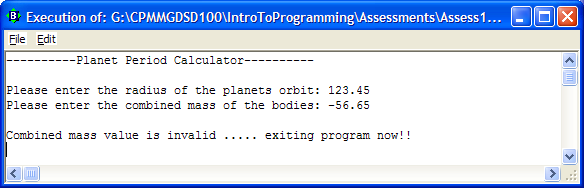 Execution of: G:\CPMMGDSD100\IntroToProgramming\Assessments\Assess1...
File Edit
----------Planet Period Calculator----------
Please enter the radius of the planets orbit: 123.45
Please enter the combined mass of the bodies: -56.65
Combined mass value is invalid ..... exiting program now!!